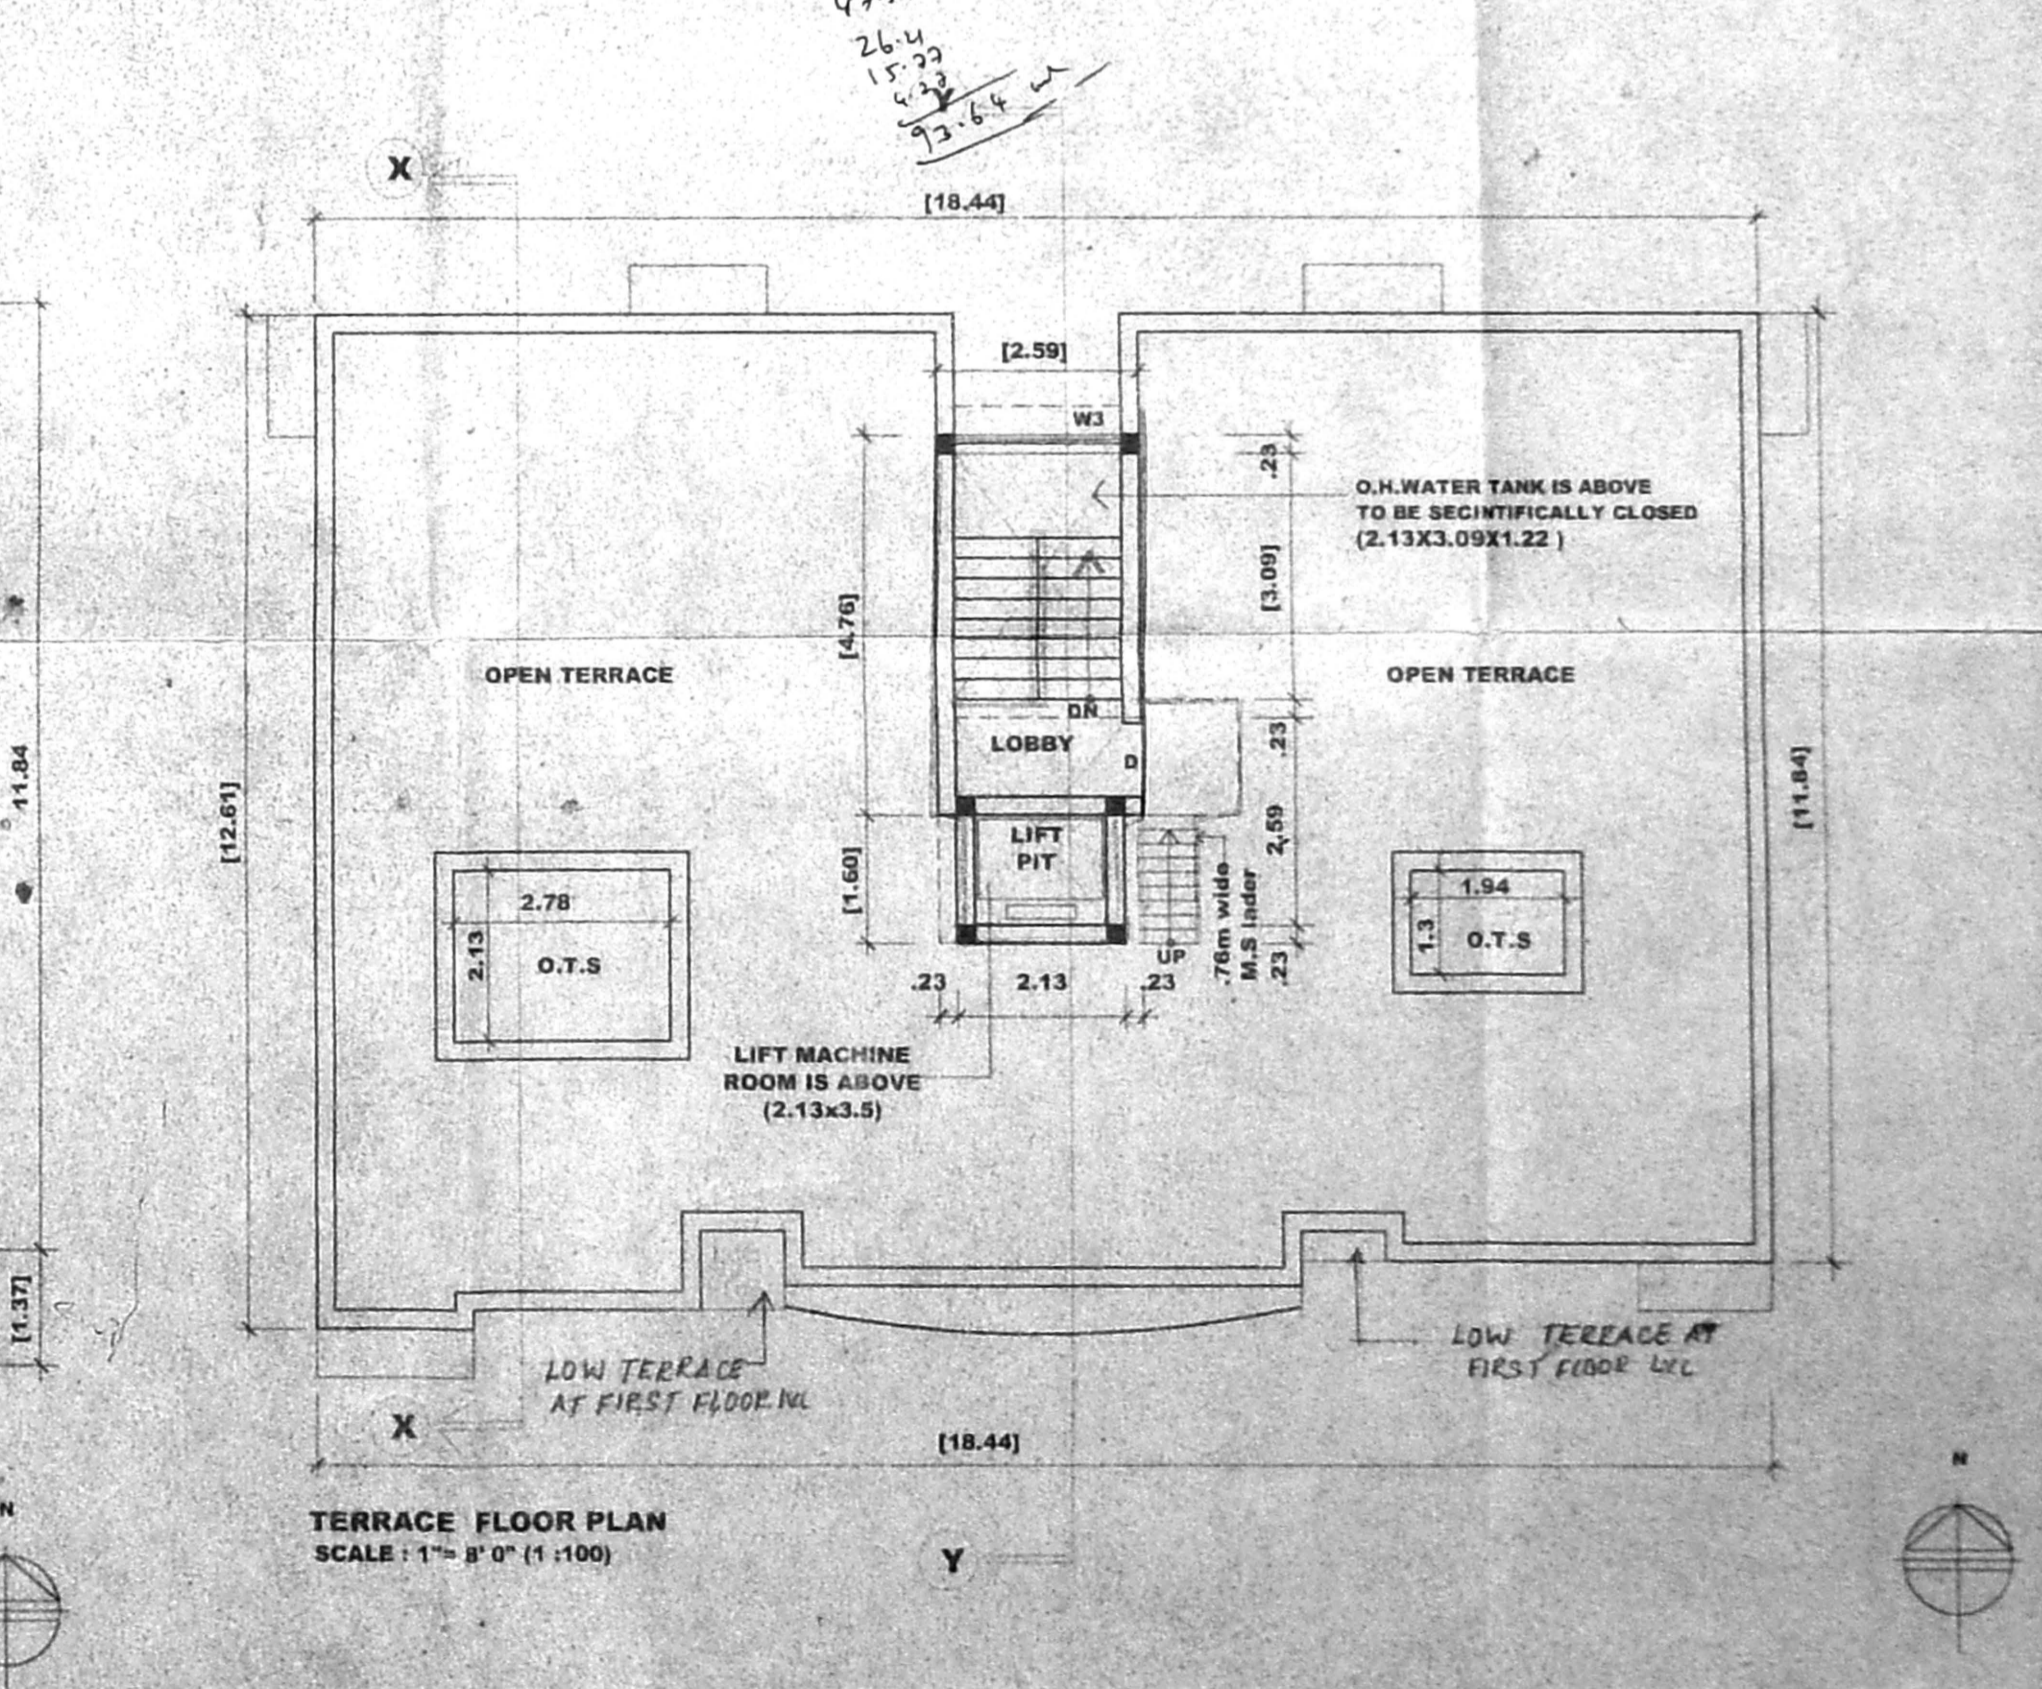 26.4
15.77
93.64
X
[18.44]
[2.59]
W3
.23
O.H.WATER TANK IS ABOVE
TO BE SECINTIFICALLY CLOSED
(2.13X3.09X1.22 )
[3.09]
[4.76]
OPEN TERRACE
OPEN TERRACE
DN
LOBBY
D
.23
11.84
[12.61]
[11.84]
LIFT
PIT
2.59
[1.60]
2.78
2.13
O.T.S
1.94
1.3
O.T.S
.76m wide
M.S lader
UP
.23
.23
2.13
.23
LIFT MACHINE
ROOM IS ABOVE
(2.13x3.5)
[1.37]
LOW TERRACE
AT FIRST FLOOR
LOW TERRACE AT
FIRST FLOOR LVL
X
[18.44]
N
N
TERRACE FLOOR PLAN
SCALE : 1"= 8' 0" (1 :100)
Y